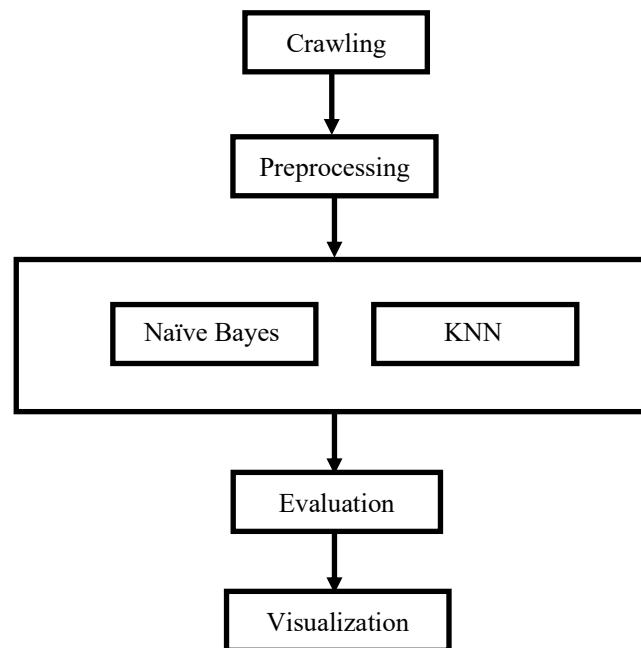 Crawling
Preprocessing
Naïve Bayes
KNN
Evaluation
Visualization